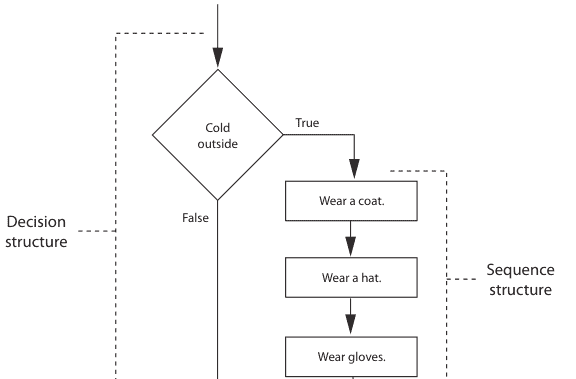 Cold
outside
True
Wear a coat.
False
Decision
structure
Wear a hat.
Sequence
structure
Wear gloves.